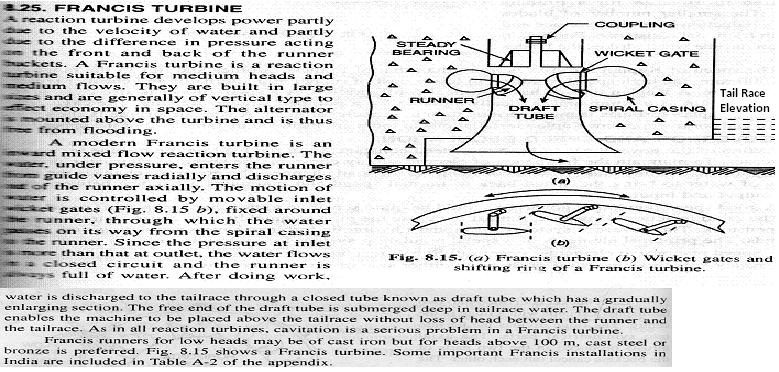 8.25. FRANCIS TURBINE
A reaction turbine develops power partly
due to the velocity of water and partly
due to the difference in pressure acting
the front and back of the runner
buckets. A Francis turbine is a reaction
turbine suitable for medium heads and
medium flows. They are built in large
and are generally of vertical type to
effect economy in space. The alternator
mounted above the turbine and is thus
from flooding.
A modern Francis turbine is an
inward mixed flow reaction turbine. The
water, under pressure, enters the runner
guide vanes radially and discharges
out of the runner axially. The motion of
is controlled by movable inlet
gates (Fig. 8.15 b), fixed around
the runner, through which the water
on its way from the spiral casing
the runner. Since the pressure at inlet
more than that at outlet, the water flows
a closed circuit and the runner is
full of water. After doing work,
COUPLING
STEADY
BEARING
WICKET GATE
RUNNER
DRAFT
TUBE
SPIRAL CASING
Tail Race
Elevation
(a)
(b)
Fig. 8.15. (a) Francis turbine (b) Wicket gates and
shifting ring of a Francis turbine.
water is discharged to the tailrace through a closed tube known as draft tube which has a gradually
enlarging section. The free end of the draft tube is submerged deep in tailrace water. The draft tube
enables the machine to be placed above the tailrace without loss of head between the runner and
the tailrace. As in all reaction turbines, cavitation is a serious problem in a Francis turbine.
Francis runners for low heads may be of cast iron but for heads above 100 m, cast steel or
bronze is preferred. Fig. 8.15 shows a Francis turbine. Some important Francis installations in
India are included in Table A-2 of the appendix.